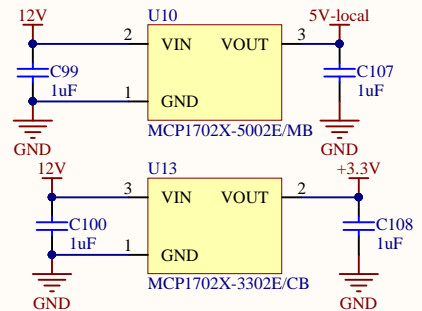 12V
U10
5V-local
2
VIN
VOUT
3
C99
1uF
1
GND
C107
1uF
GND
MCP1702X-5002E/MB
GND
12V
U13
+3.3V
3
VIN
VOUT
2
C100
1uF
1
GND
C108
1uF
GND
MCP1702X-3302E/CB
GND